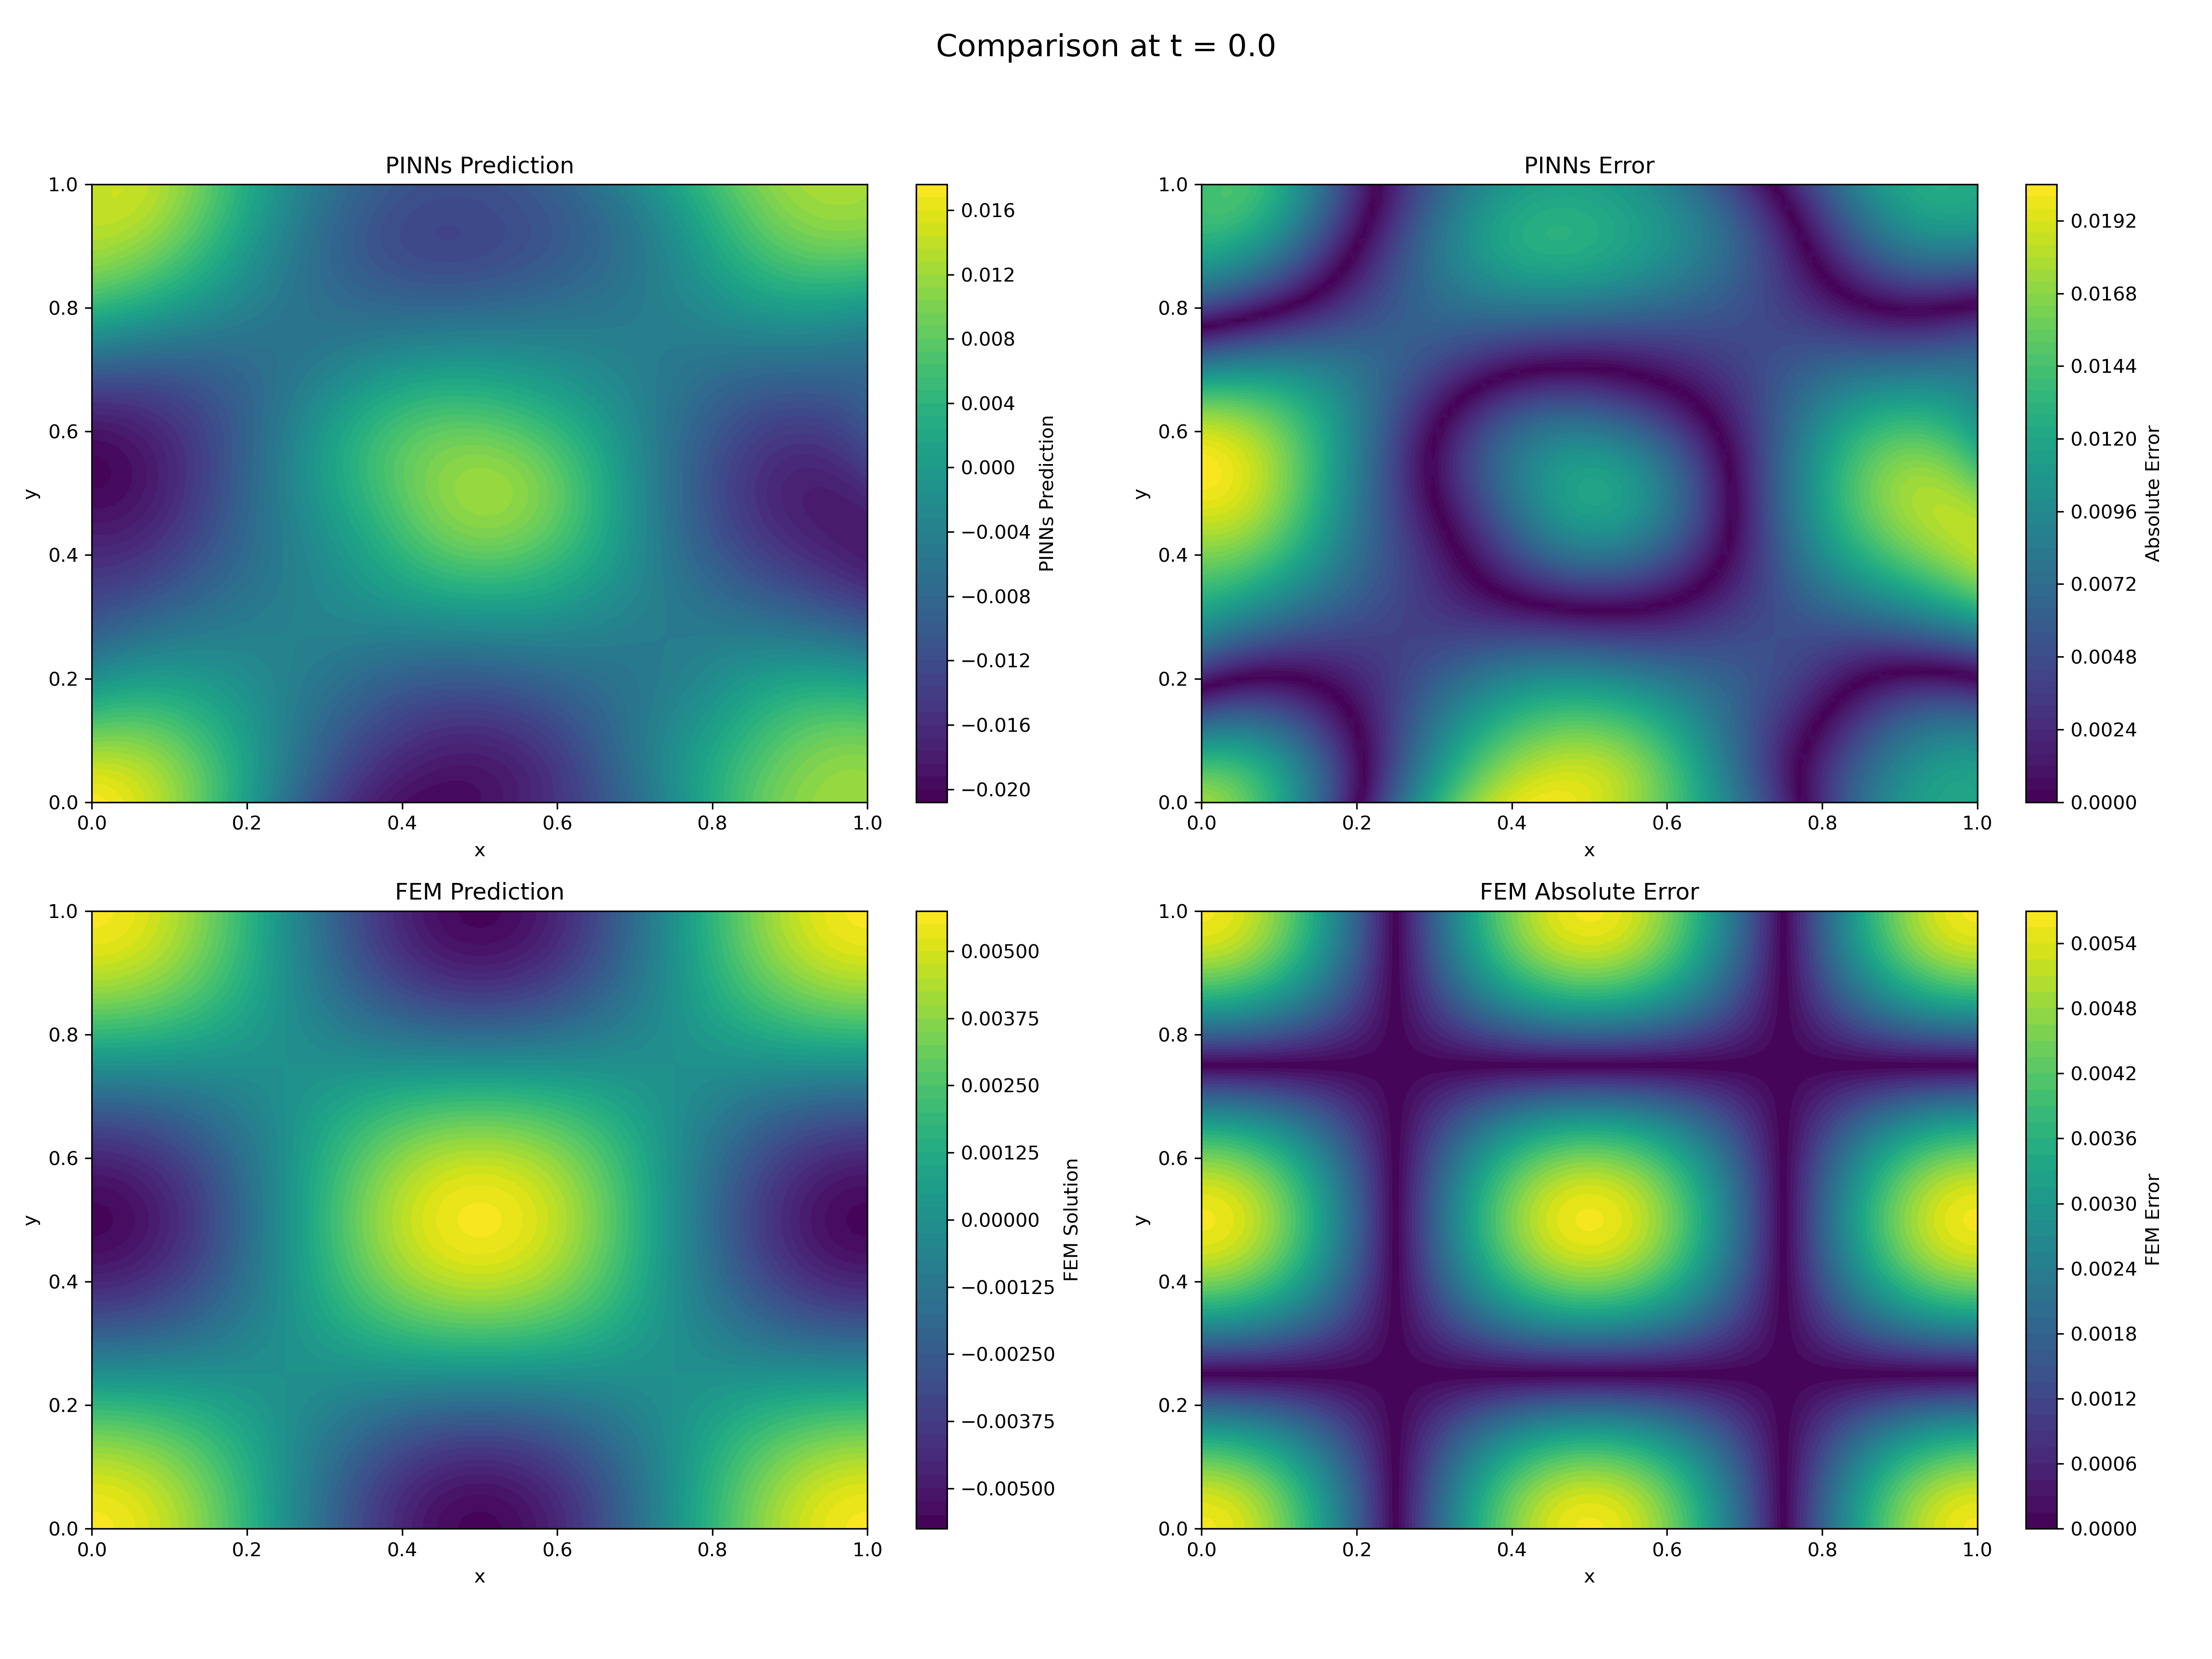 Comparison at t = 0.0
PINNs Prediction
1.0
0.8
0.6
0.4
0.2
0.0
y
0.0 0.2 0.4 0.6 0.8 1.0
x
0.016
0.012
0.008
0.004
0.000
−0.004
−0.008
−0.012
−0.016
−0.020
PINNs Prediction
PINNs Error
1.0
0.8
0.6
0.4
0.2
0.0
y
0.0 0.2 0.4 0.6 0.8 1.0
x
0.0192
0.0168
0.0144
0.0120
0.0096
0.0072
0.0048
0.0024
0.0000
Absolute Error
FEM Prediction
1.0
0.8
0.6
0.4
0.2
0.0
y
0.0 0.2 0.4 0.6 0.8 1.0
x
0.00500
0.00375
0.00250
0.00125
0.00000
−0.00125
−0.00250
−0.00375
−0.00500
FEM Solution
FEM Absolute Error
1.0
0.8
0.6
0.4
0.2
0.0
y
0.0 0.2 0.4 0.6 0.8 1.0
x
0.0054
0.0048
0.0042
0.0036
0.0030
0.0024
0.0018
0.0012
0.0006
0.0000
FEM Error